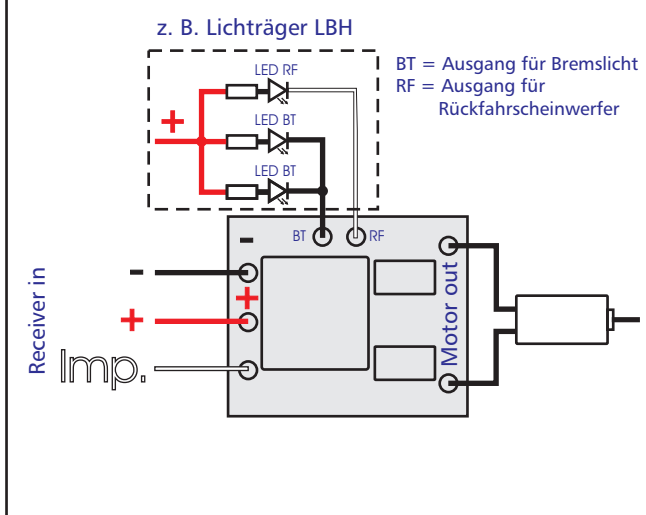 z. B. Lichträger LBH
BT = Ausgang für Bremslicht
RF = Ausgang für
Rückfahrscheinwerfer
LED RF
+
LED BT
LED BT
-
BT
RF
-
+
+
Imp.
Receiver in
Motor out